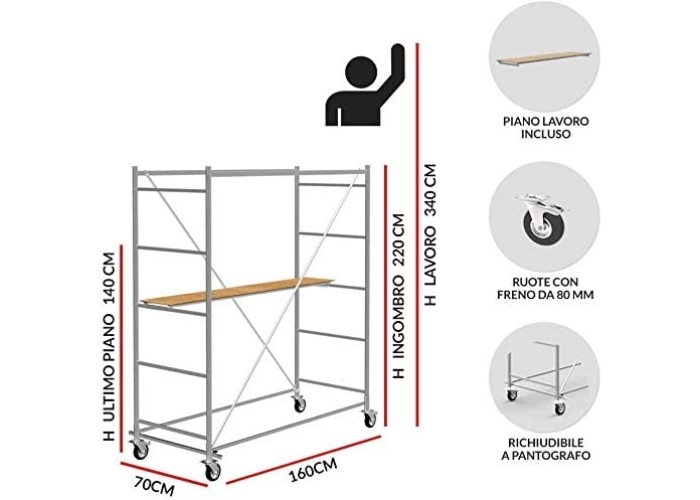 H ULTIMO PIANO 140 CM
H INGOMBRO 220 CM
H LAVORO 340 CM
70CM
160CM
PIANO LAVORO
INCLUSO
RUOTE CON
FRENO DA 80 MM
RICHIUDIBILE
A PANTOGRAFO